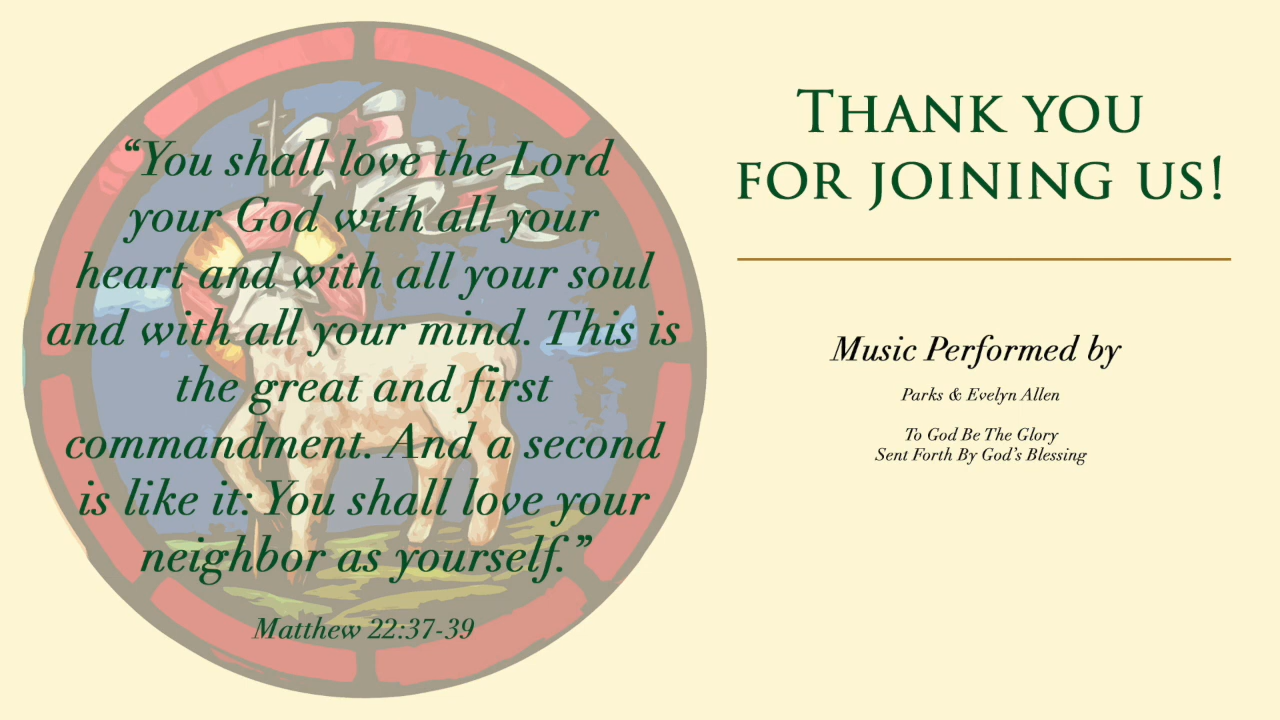 “You shall love the Lord
your God with all your
heart and with all your soul
and with all your mind. This is
the great and first
commandment. And a second
is like it: You shall love your
neighbor as yourself.”
Matthew 22:37-39
Thank you
for joining us!
Music Performed by
Parks & Evelyn Allen
To God Be The Glory
Sent Forth By God’s Blessing